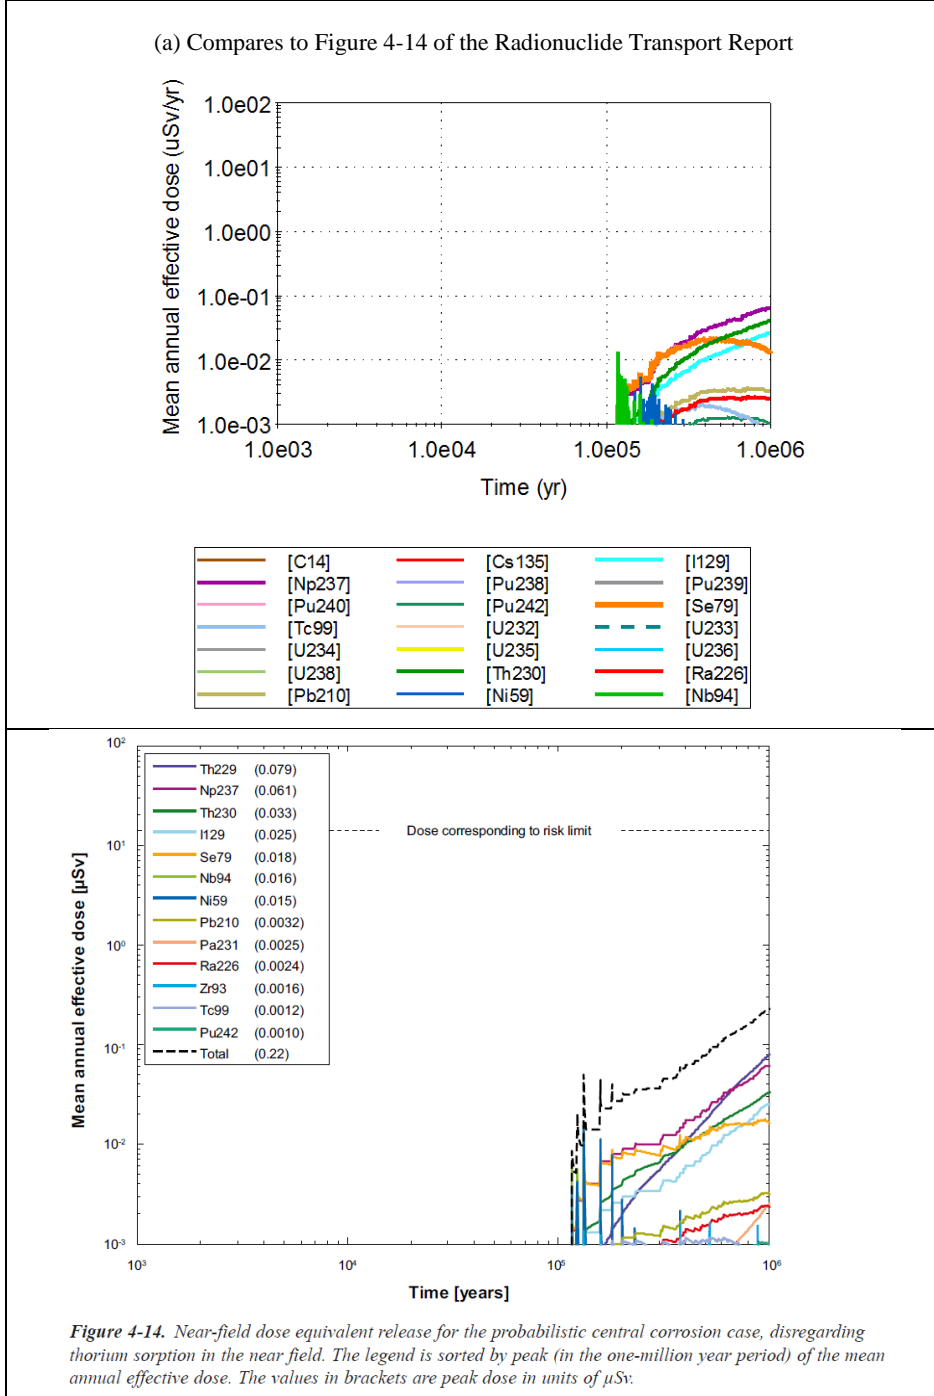 (a) Compares to Figure 4-14 of the Radionuclide Transport Report
Mean annual effective dose (uSv/yr)
1.0e02
1.0e01
1.0e00
1.0e-01
1.0e-02
1.0e-03
1.0e03 1.0e04 1.0e05 1.0e06
Time (yr)
[C14] [Cs135] [I129]
[Np237] [Pu238] [Pu239]
[Pu240] [Pu242] [Se79]
[Tc99] [U232] [U233]
[U234] [U235] [U236]
[U238] [Th230] [Ra226]
[Pb210] [Ni59] [Nb94]
Mean annual effective dose [µSv]
10²
10¹
10⁰
10⁻¹
10⁻²
10⁻³
Th229 (0.079)
Np237 (0.061)
Th230 (0.033)
I129 (0.025)
Se79 (0.018)
Nb94 (0.016)
Ni59 (0.015)
Pb210 (0.0032)
Pa231 (0.0025)
Ra226 (0.0024)
Zr93 (0.0016)
Tc99 (0.0012)
Pu242 (0.0010)
Total (0.22)
Dose corresponding to risk limit
10³ 10⁴ 10⁵ 10⁶
Time [years]
Figure 4-14. Near-field dose equivalent release for the probabilistic central corrosion case, disregarding
thorium sorption in the near field. The legend is sorted by peak (in the one-million year period) of the mean
annual effective dose. The values in brackets are peak dose in units of µSv.